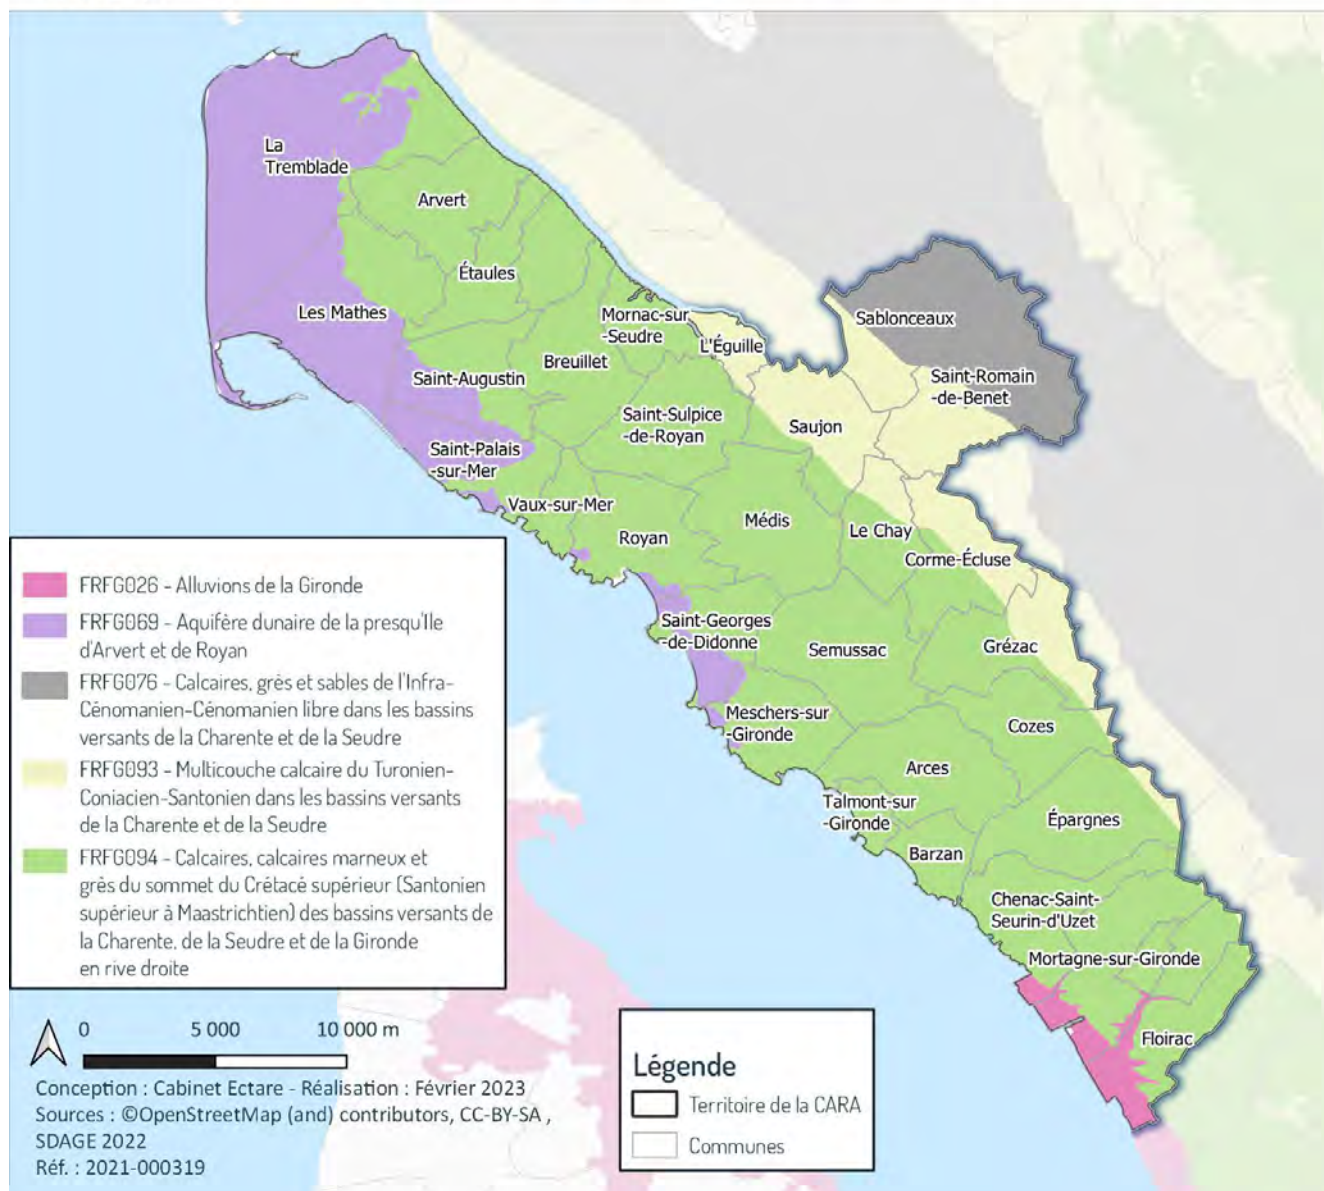 La
Tremblade
Arvert
Étaules
Les Mathes
Mornac-sur
-Seudre
L'Éguille
Sablonceaux
Saint-Romain
-de-Benet
Breuillet
Saint-Augustin
Saint-Sulpice
-de-Royan
Saujon
Saint-Palais
-sur-Mer
Vaux-sur-Mer
Royan
Médis
Le Chay
Corme-Écluse
Saint-Georges
-de-Didonne
Semussac
Grézac
Meschers-sur
-Gironde
Cozes
Arces
Talmont-sur
-Gironde
Épargnes
Barzan
Chenac-Saint-
Seurin-d'Uzet
Mortagne-sur-Gironde
Floirac
FRFG026 - Alluvions de la Gironde
FRFG069 - Aquifère dunaire de la presqu'Ile
d'Arvert et de Royan
FRFG076 - Calcaires, grès et sables de l'Infra-
Cénomanien-Cénomanien libre dans les bassins
versants de la Charente et de la Seudre
FRFG093 - Multicouche calcaire du Turonien-
Coniacien-Santonien dans les bassins versants
de la Charente et de la Seudre
FRFG094 - Calcaires, calcaires marneux et
grès du sommet du Crétacé supérieur (Santonien
supérieur à Maastrichtien) des bassins versants de
la Charente, de la Seudre et de la Gironde
en rive droite
0 5 000 10 000 m
Conception : Cabinet Ectare - Réalisation : Février 2023
Sources : ©OpenStreetMap (and) contributors, CC-BY-SA ,
SDAGE 2022
Réf. : 2021-000319
Légende
Territoire de la CARA
Communes